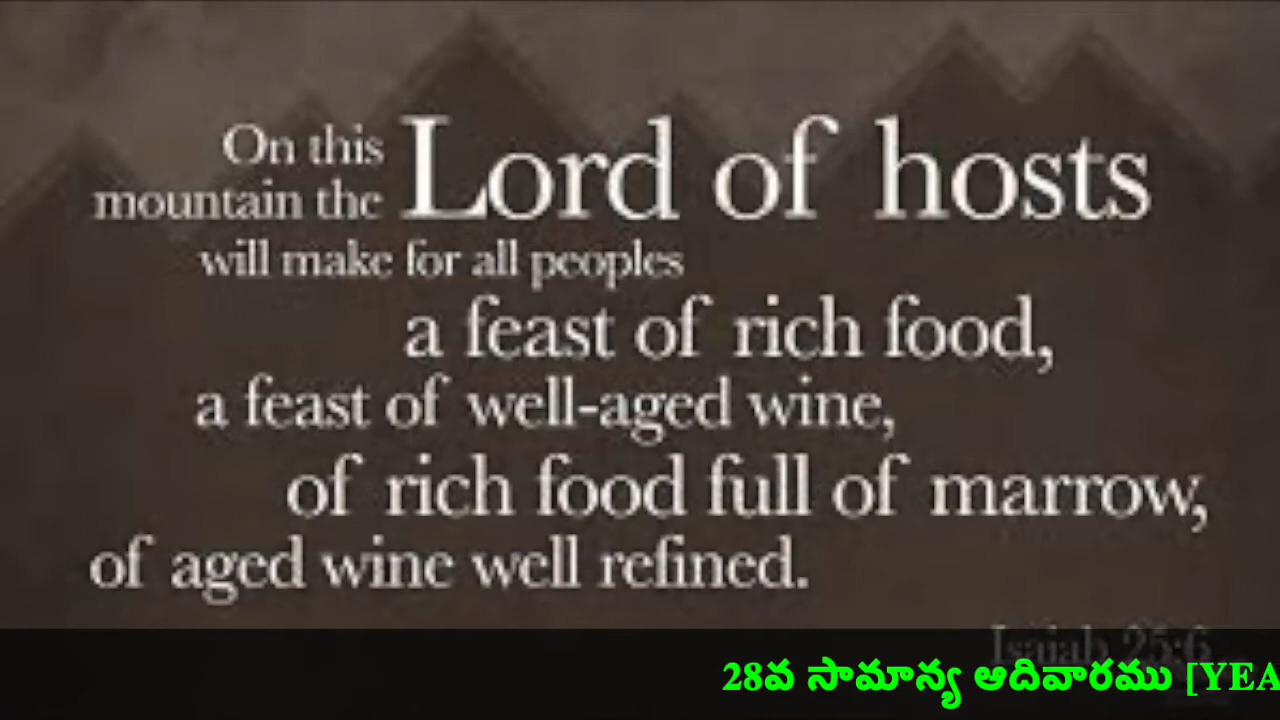 On this
mountain the Lord of hosts
will make for all peoples
a feast of rich food,
a feast of well-aged wine,
of rich food full of marrow,
of aged wine well refined.
Isaiah 25:6
28వ సామాన్య ఆదివారము [YEA